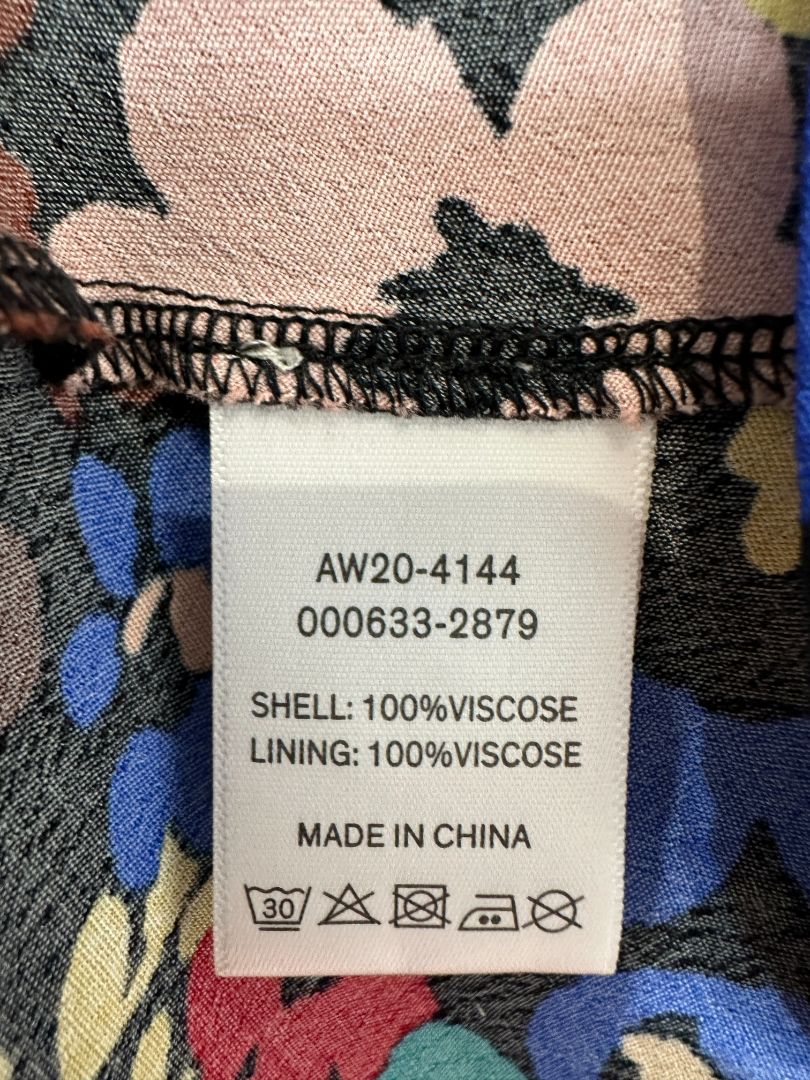 AW20-4144
000633-2879
SHELL: 100%VISCOSE
LINING: 100%VISCOSE
MADE IN CHINA
30